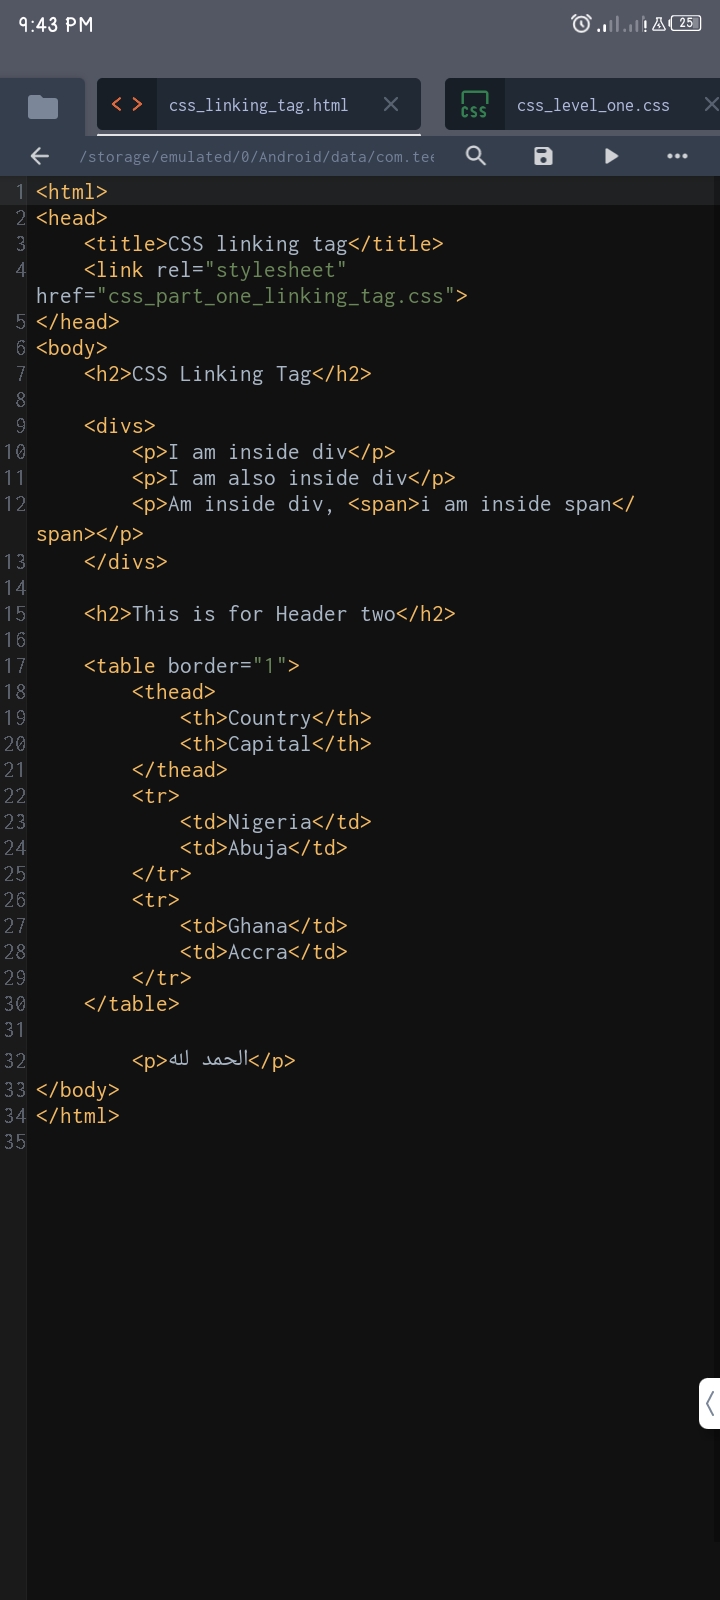 9:43 PM
25
css_linking_tag.html
CSS
css_level_one.css
/storage/emulated/0/Android/data/com.tee
1 <html>
2 <head>
3 <title>CSS linking tag</title>
4 <link rel="stylesheet"
href="css_part_one_linking_tag.css">
5 </head>
6 <body>
7 <h2>CSS Linking Tag</h2>
8
9 <divs>
10 <p>I am inside div</p>
11 <p>I am also inside div</p>
12 <p>Am inside div, <span>i am inside span</
span></p>
13 </divs>
14
15 <h2>This is for Header two</h2>
16
17 <table border="1">
18 <thead>
19 <th>Country</th>
20 <th>Capital</th>
21 </thead>
22 <tr>
23 <td>Nigeria</td>
24 <td>Abuja</td>
25 </tr>
26 <tr>
27 <td>Ghana</td>
28 <td>Accra</td>
29 </tr>
30 </table>
31
32 <p>الحمد لله</p>
33 </body>
34 </html>
35